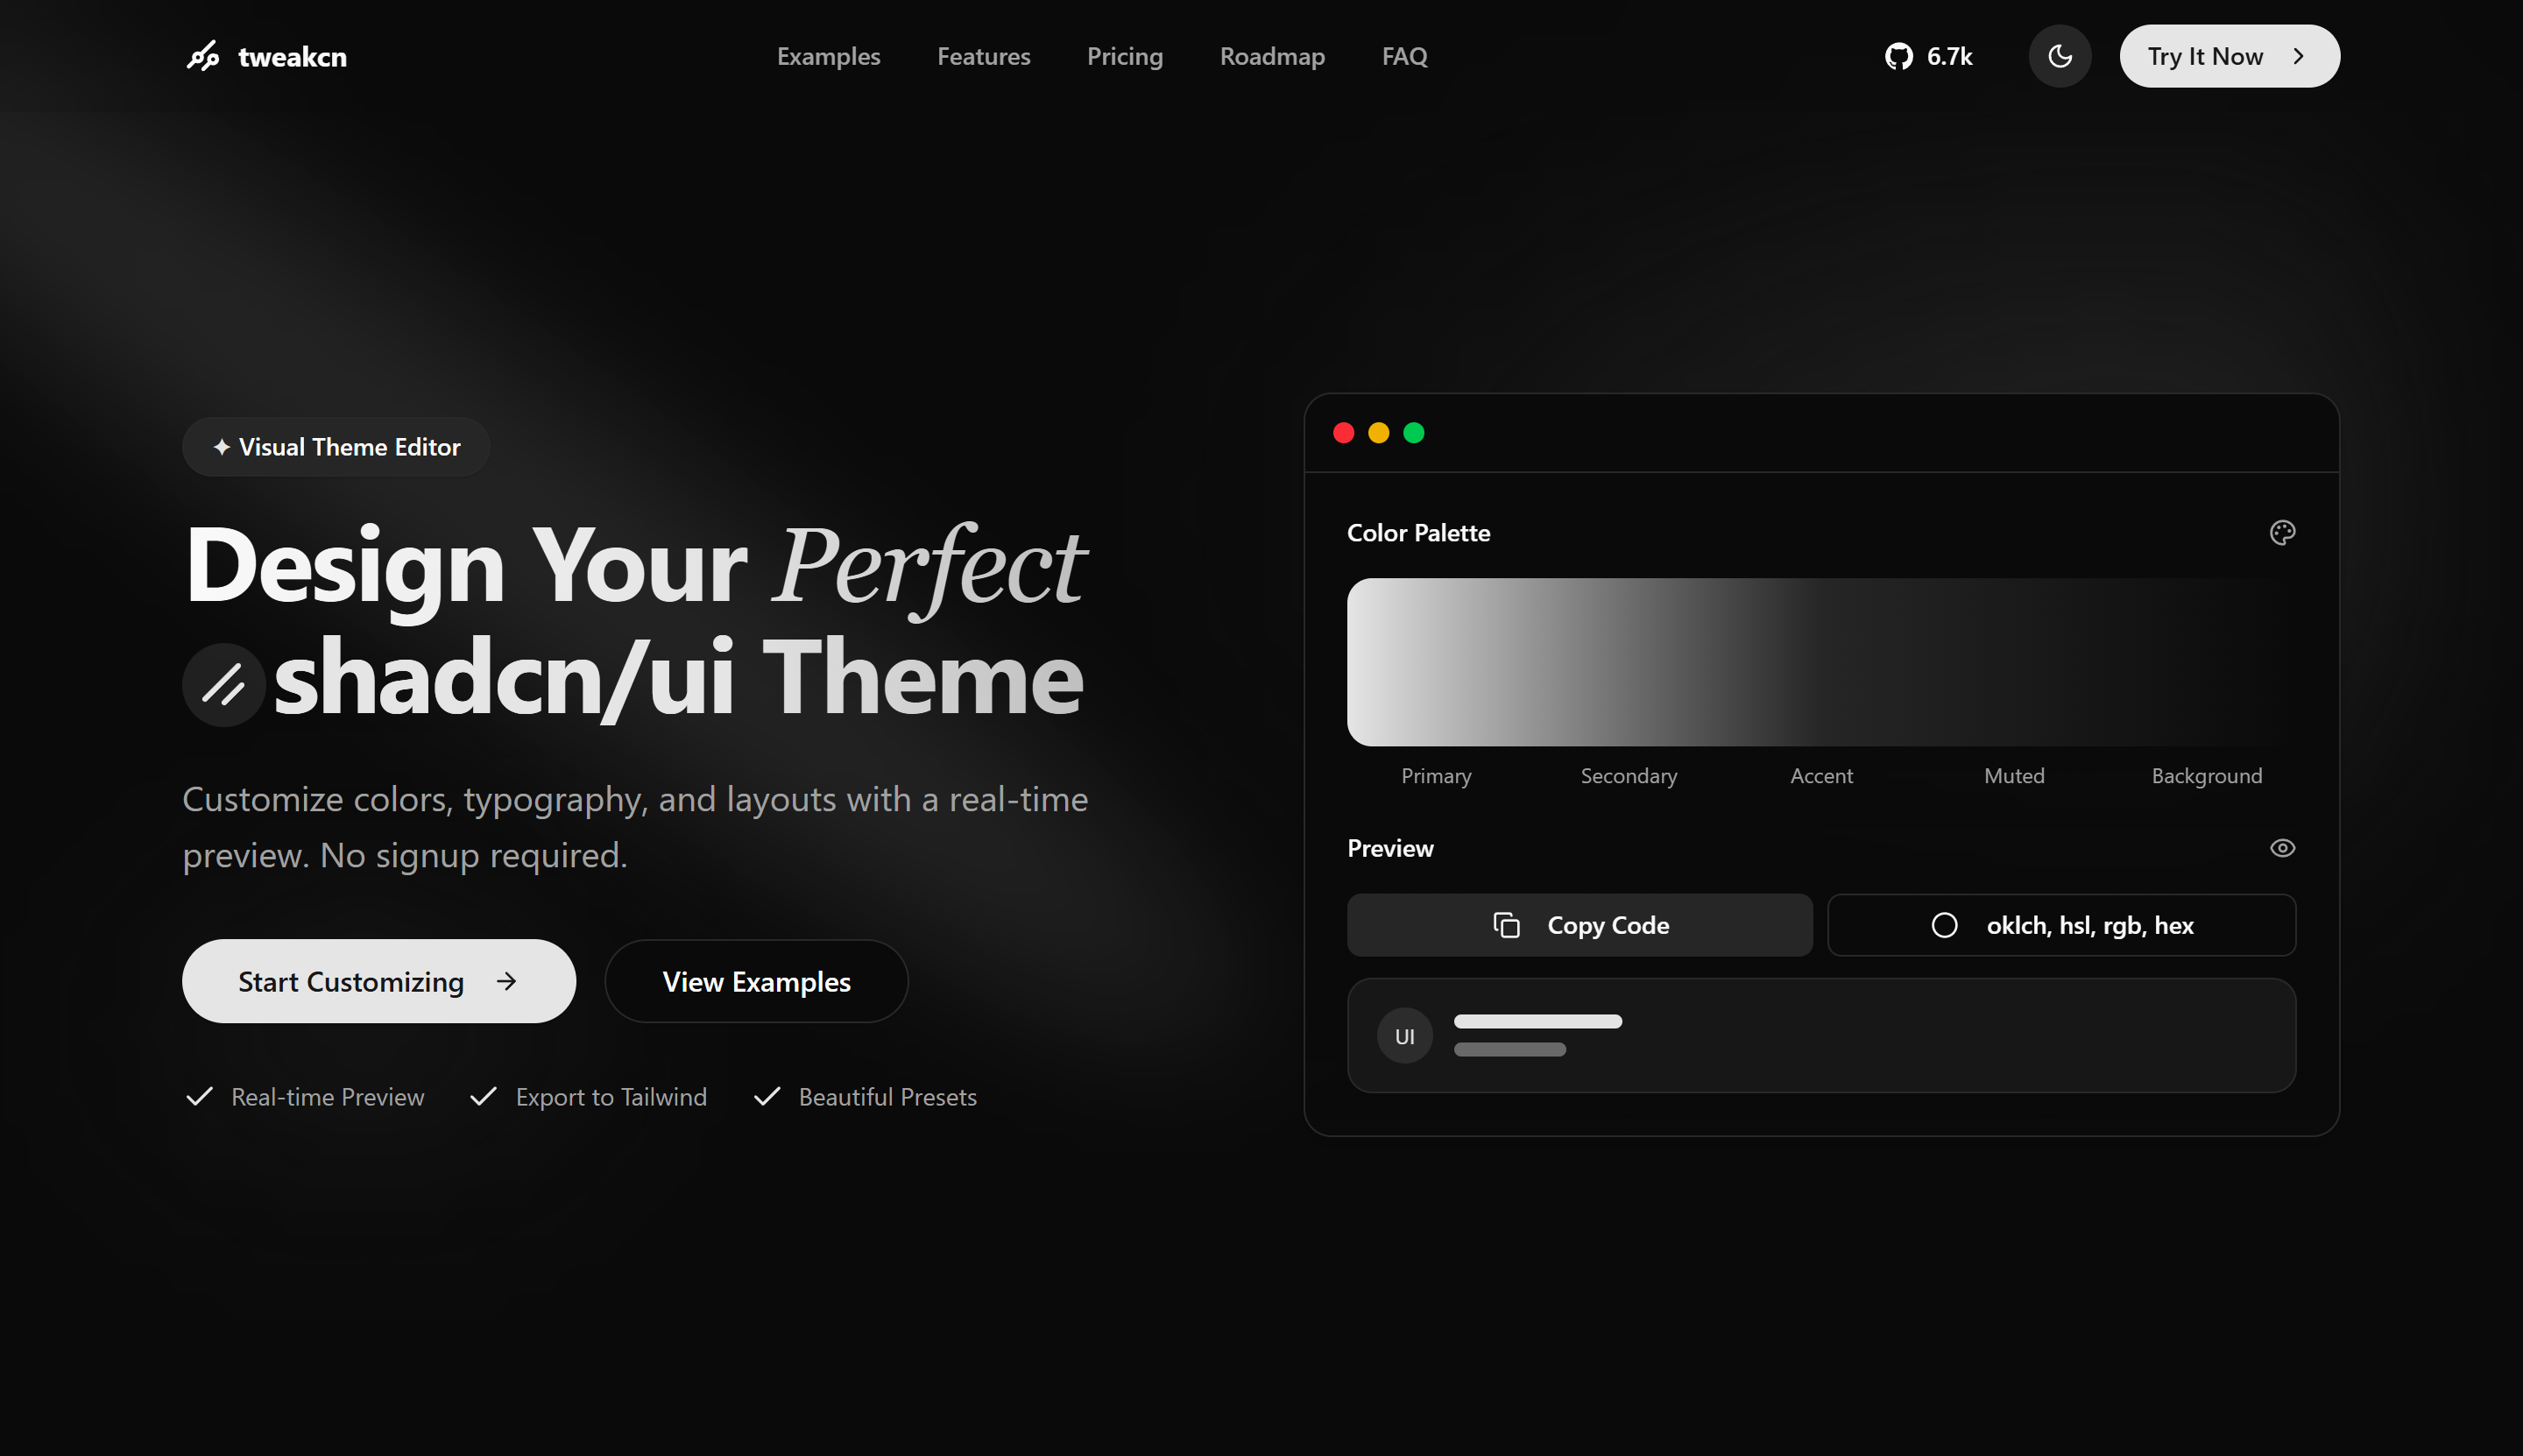 tweakcn
Examples
Features
Pricing
Roadmap
FAQ
6.7k
Try It Now
✦ Visual Theme Editor
Design Your Perfect
shadcn/ui Theme
Customize colors, typography, and layouts with a real-time
preview. No signup required.
Start Customizing
View Examples
Real-time Preview
Export to Tailwind
Beautiful Presets
Color Palette
Primary
Secondary
Accent
Muted
Background
Preview
Copy Code
oklch, hsl, rgb, hex
UI